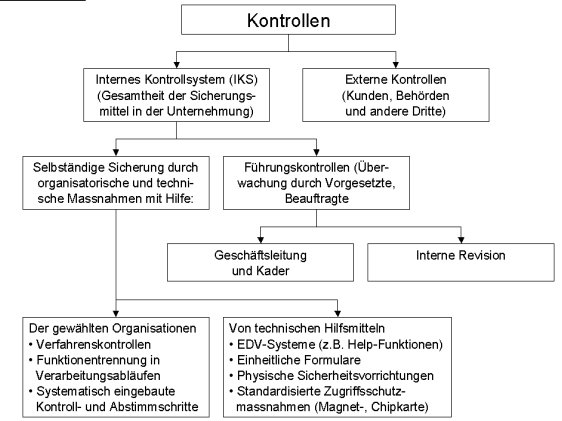 Kontrollen
Internes Kontrollsystem (IKS)
(Gesamtheit der Sicherungs-
mittel in der Unternehmung)
Externe Kontrollen
(Kunden, Behörden
und andere Dritte)
Selbständige Sicherung durch
organisatorische und techni-
sche Massnahmen mit Hilfe:
Führungskontrollen (Über-
wachung durch Vorgesetzte,
Beauftragte
Geschäftsleitung
und Kader
Interne Revision
Der gewählten Organisationen
• Verfahrenskontrollen
• Funktionentrennung in
Verarbeitungsabläufen
• Systematisch eingebaute
Kontroll- und Abstimmschritte
Von technischen Hilfsmitteln
• EDV-Systeme (z.B. Help-Funktionen)
• Einheitliche Formulare
• Physische Sicherheitsvorrichtungen
• Standardisierte Zugriffsschutz-
massnahmen (Magnet-, Chipkarte)